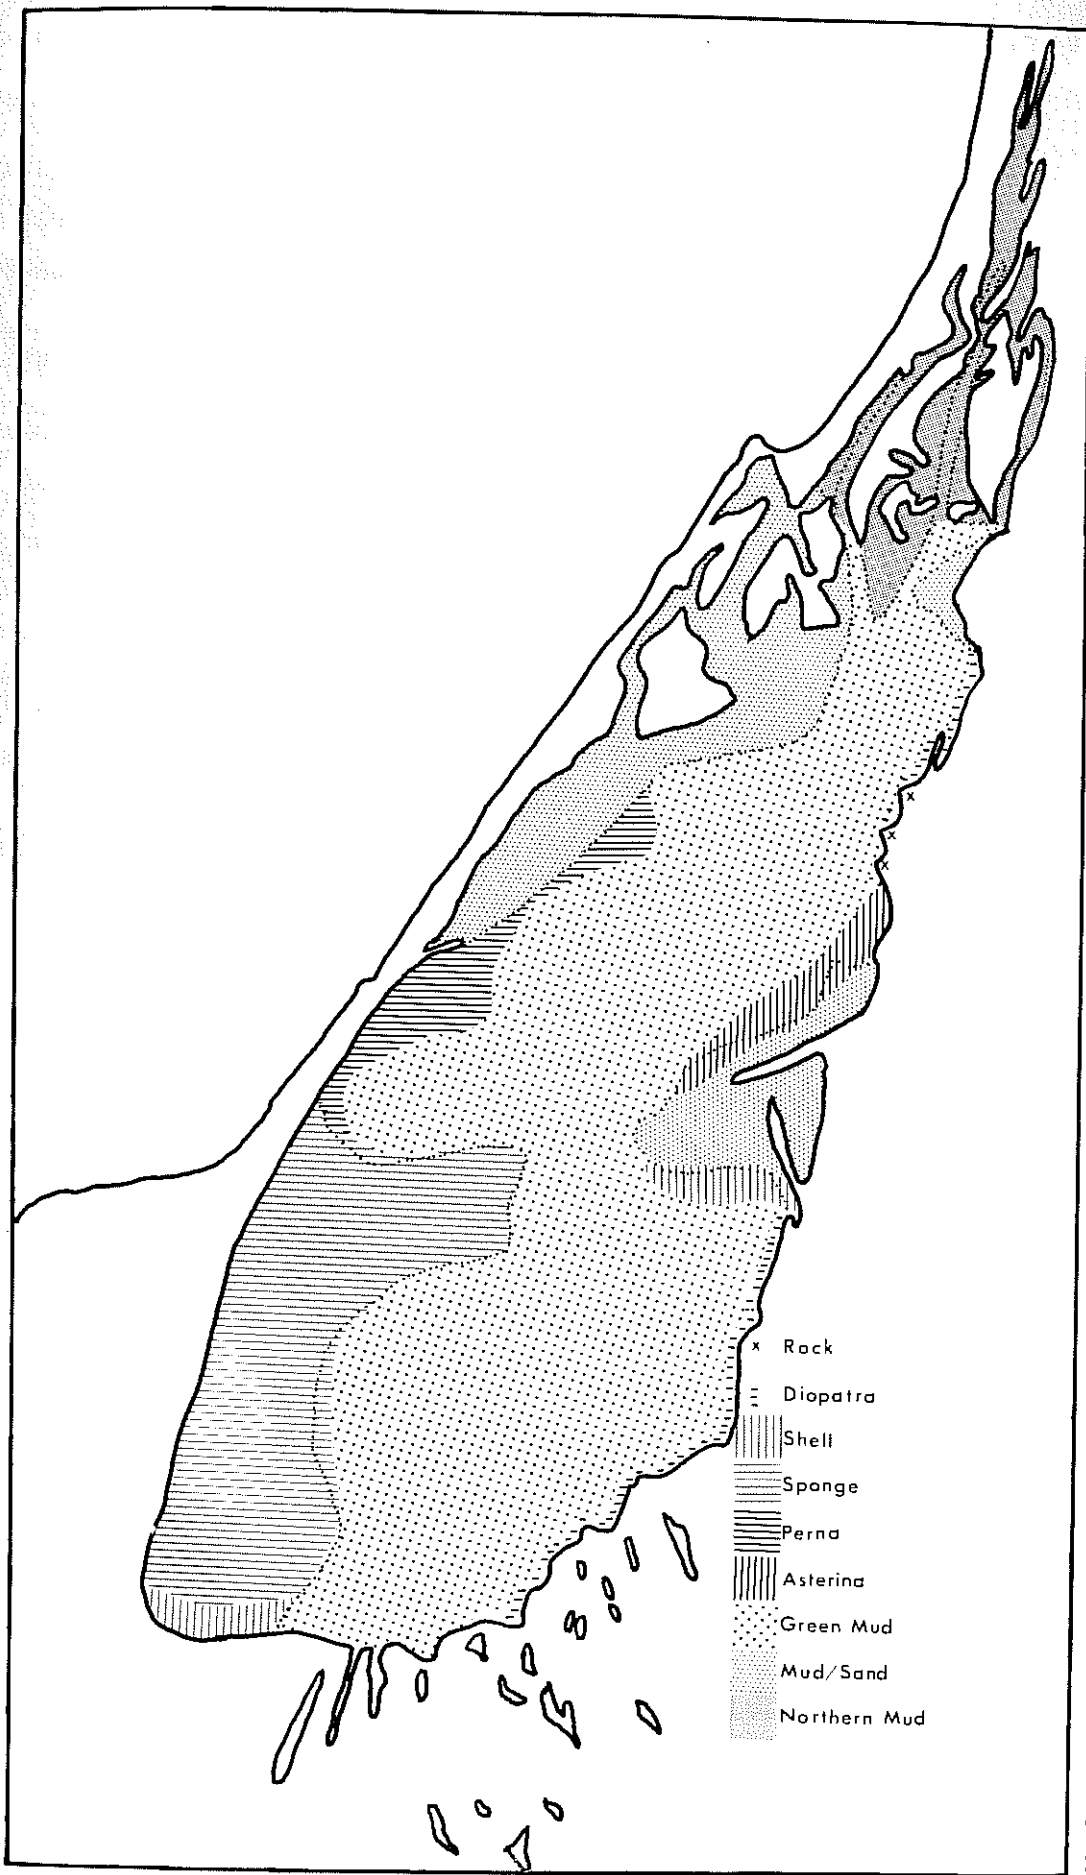 x Rock
Diopatra
Shell
Sponge
Perna
Asterina
Green Mud
Mud/Sand
Northern Mud